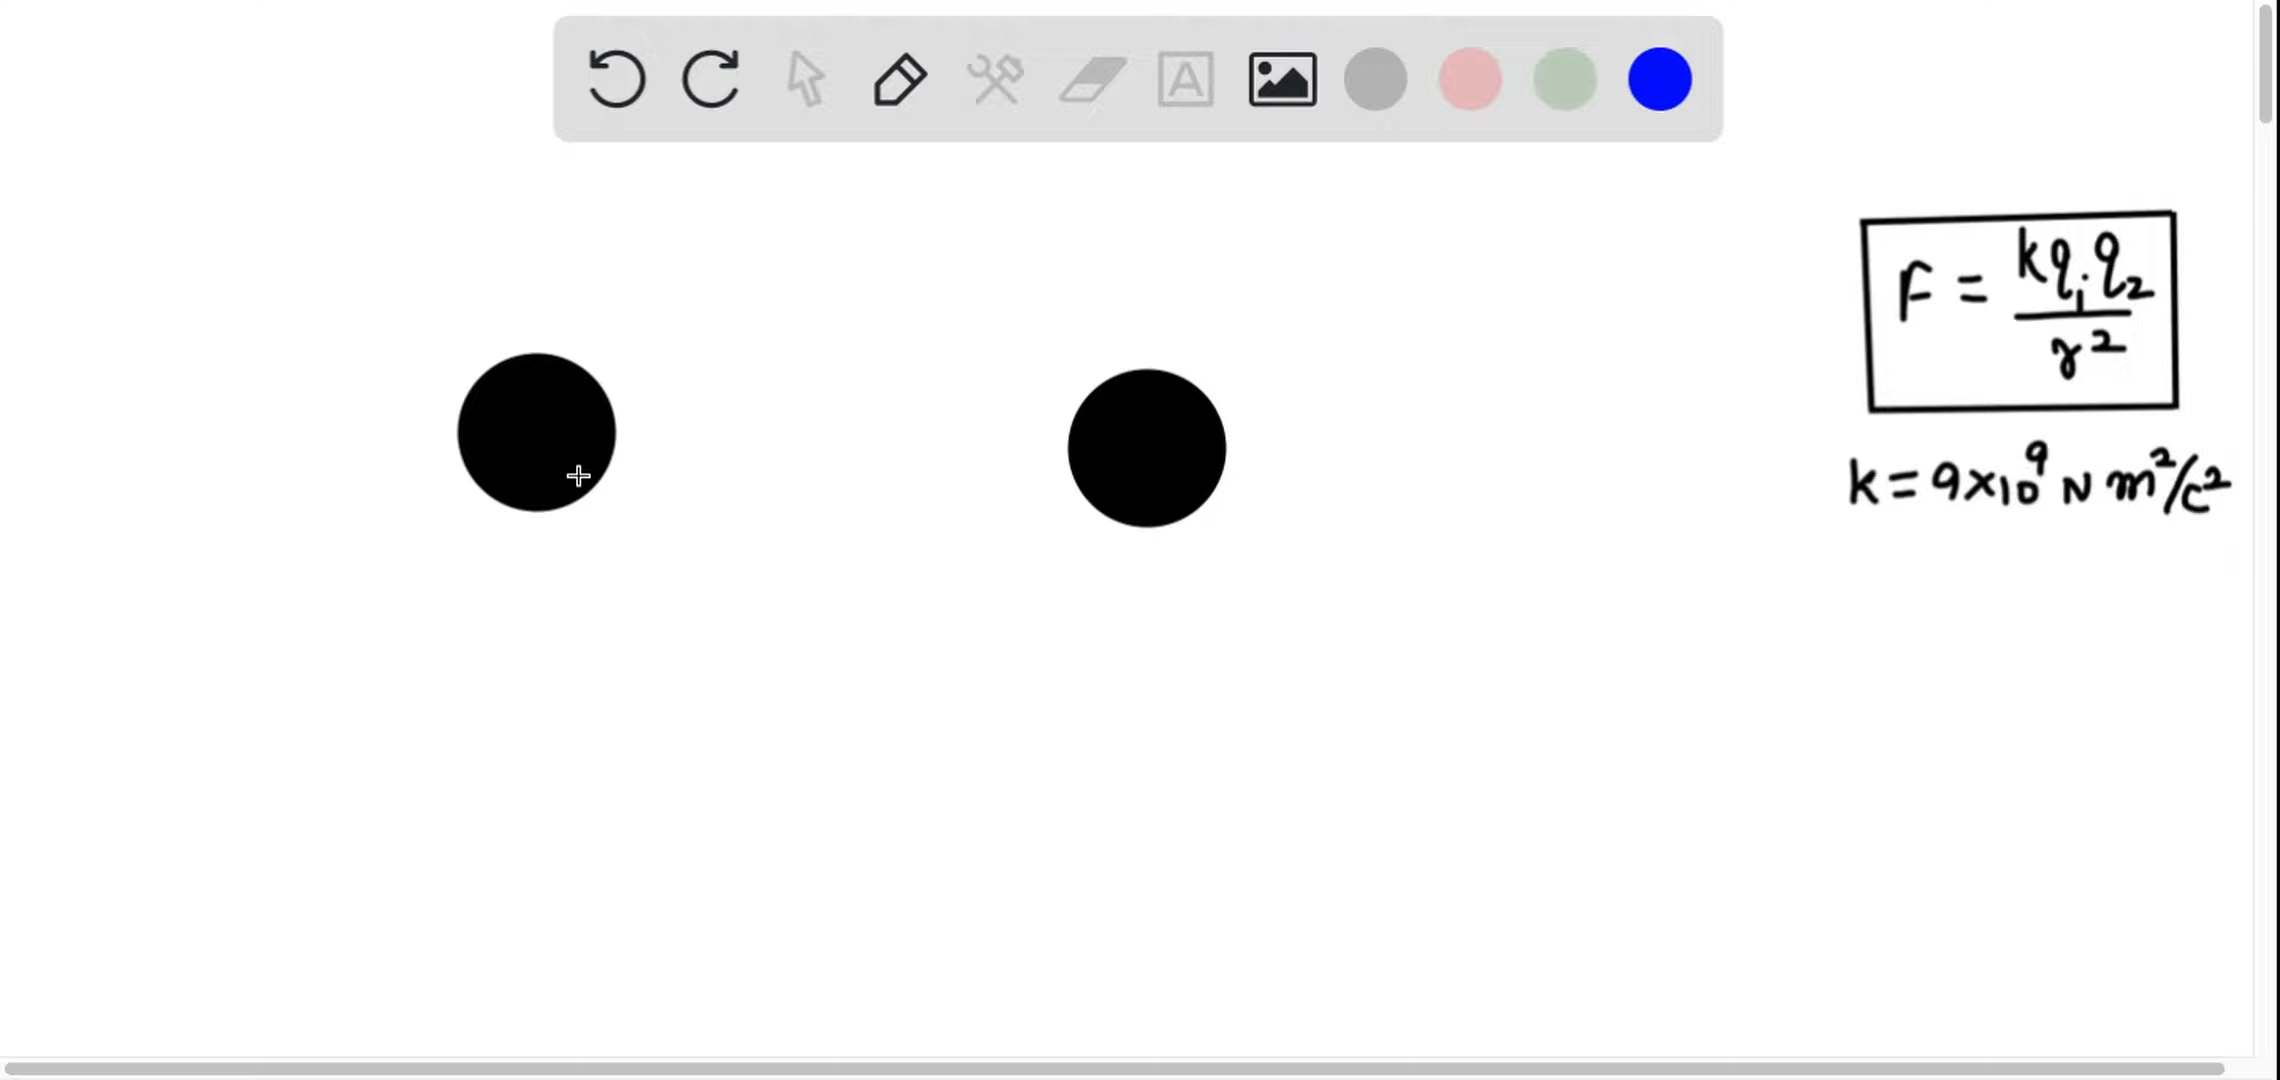 A
F = kq₁q₂/r²
k = 9×10⁹ N m²/c²